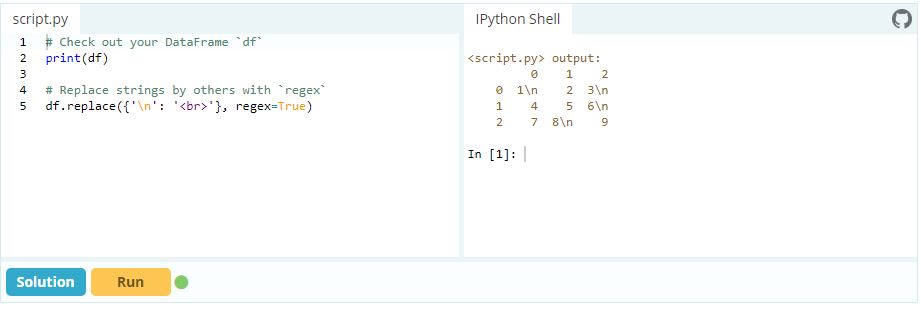 script.py
1 # Check out your DataFrame `df`
2 print(df)
3
4 # Replace strings by others with `regex`
5 df.replace({'\n': '<br>'}, regex=True)
IPython Shell
<script.py> output:
0 1 2
0 1\n 2 3\n
1 4 5 6\n
2 7 8\n 9
In [1]:
Solution
Run